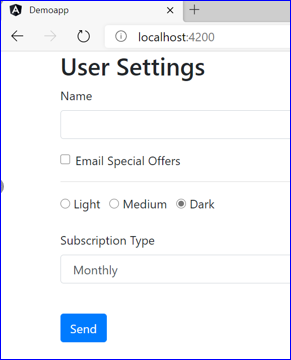 Demoapp
localhost:4200
User Settings
Name
Email Special Offers
Light Medium Dark
Subscription Type
Monthly
Send